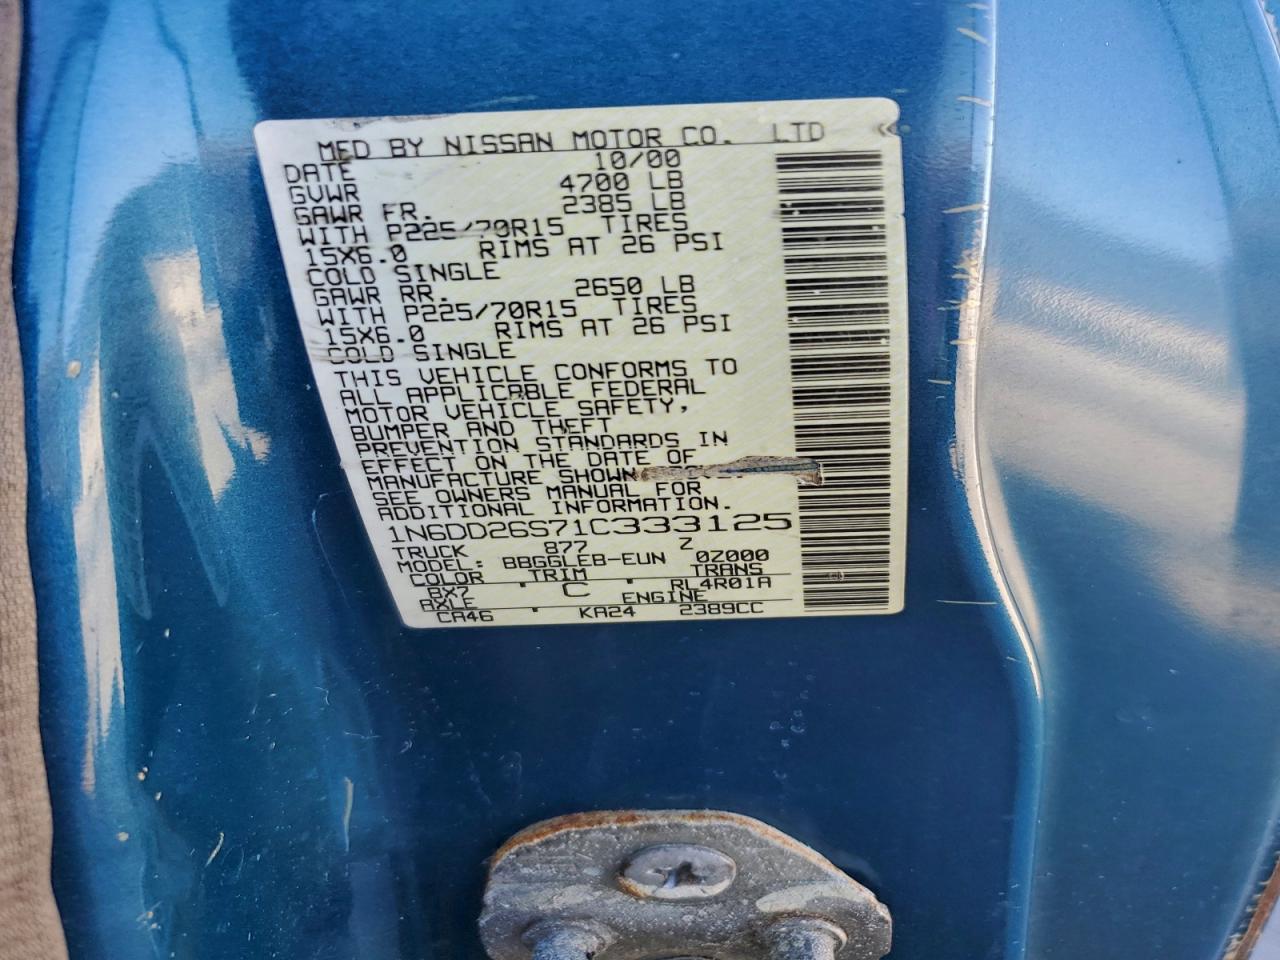 MFD BY NISSAN MOTOR CO. LTD
DATE 10/00
GVWR 4700 LB
GAWR FR. 2385 LB
WITH P225/70R15 TIRES
15X6.0 RIMS AT 26 PSI
COLD SINGLE
GAWR RR. 2650 LB
WITH P225/70R15 TIRES
15X6.0 RIMS AT 26 PSI
COLD SINGLE
THIS VEHICLE CONFORMS TO
ALL APPLICABLE FEDERAL
MOTOR VEHICLE SAFETY,
BUMPER AND THEFT
PREVENTION STANDARDS IN
EFFECT ON THE DATE OF
MANUFACTURE SHOWN
SEE OWNERS MANUAL FOR
ADDITIONAL INFORMATION.
1N6DD26S71C333125
TRUCK 877 Z
MODEL: BBGGLEB-EUN 0Z000
COLOR TRIM TRANS
BX7 C RL4R01A
AXLE ENGINE
CA46 KA24 2389CC